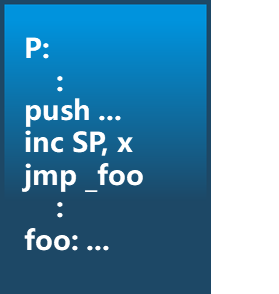 P:
:
push ...
inc SP, x
jmp _foo
:
foo: ...